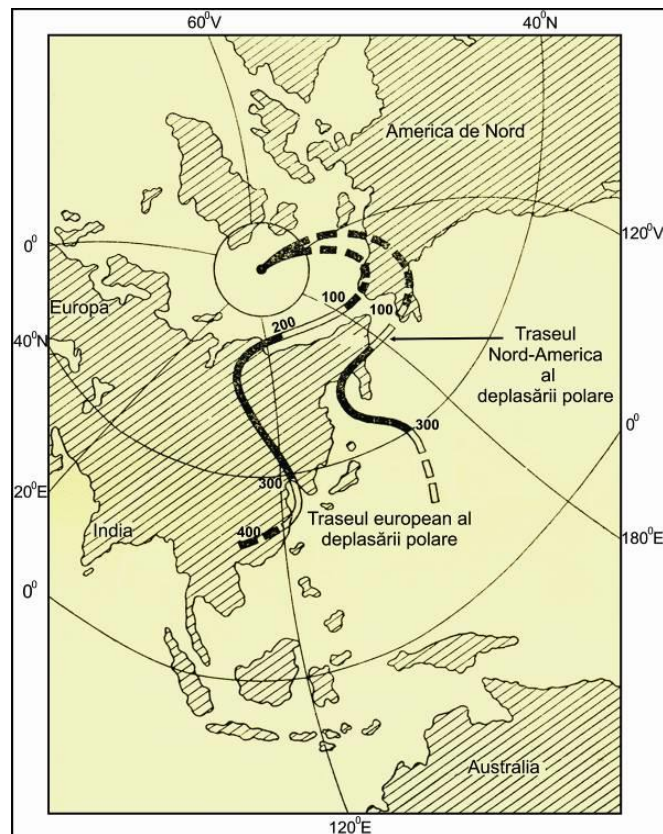 60⁰V
40⁰N
America de Nord
120⁰V
0⁰
Europa
100
100
200
Traseul
Nord-America
al
deplasării polare
40⁰N
300
0⁰
300
20⁰E
Traseul european al
deplasării polare
India
400
180⁰E
0⁰
Australia
120⁰E